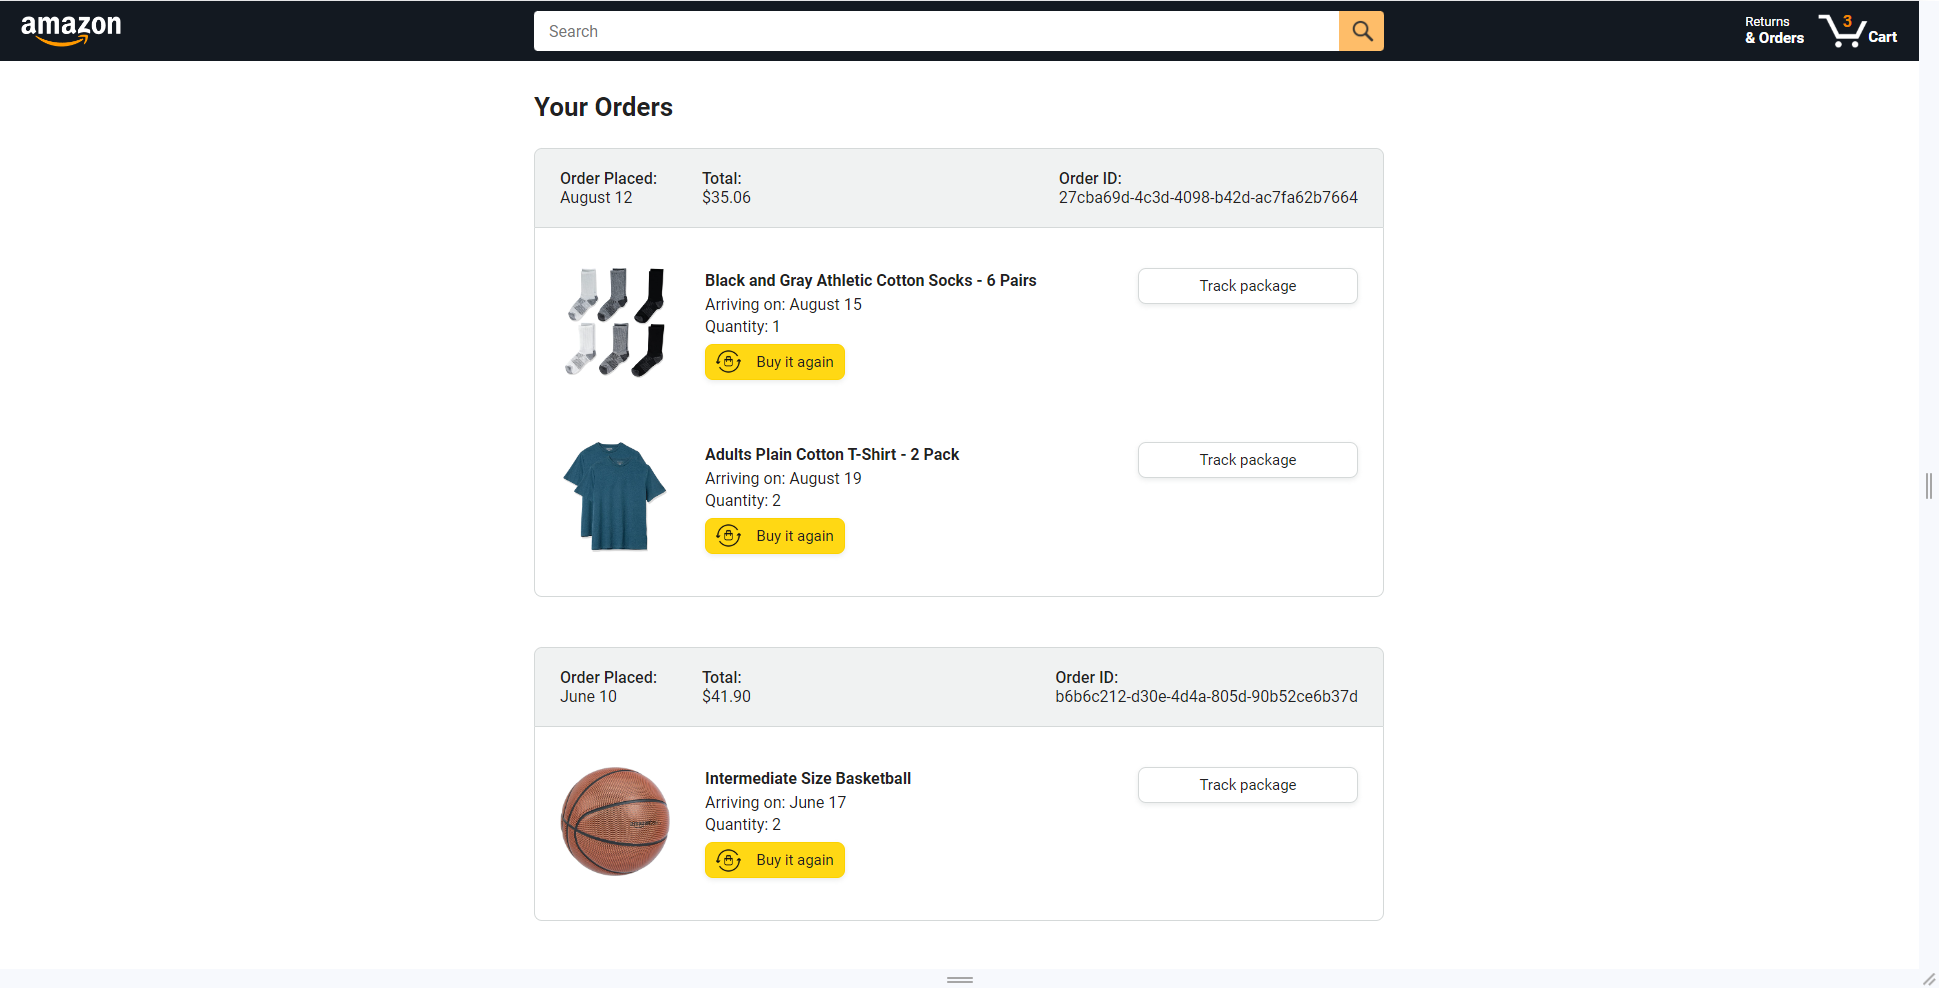 amazon
Search
Returns
& Orders
3
Cart
Your Orders
Order Placed:
August 12
Total:
$35.06
Order ID:
27cba69d-4c3d-4098-b42d-ac7fa62b7664
Black and Gray Athletic Cotton Socks - 6 Pairs
Arriving on: August 15
Quantity: 1
Buy it again
Track package
Adults Plain Cotton T-Shirt - 2 Pack
Arriving on: August 19
Quantity: 2
Buy it again
Track package
Order Placed:
June 10
Total:
$41.90
Order ID:
b6b6c212-d30e-4d4a-805d-90b52ce6b37d
Intermediate Size Basketball
Arriving on: June 17
Quantity: 2
Buy it again
Track package